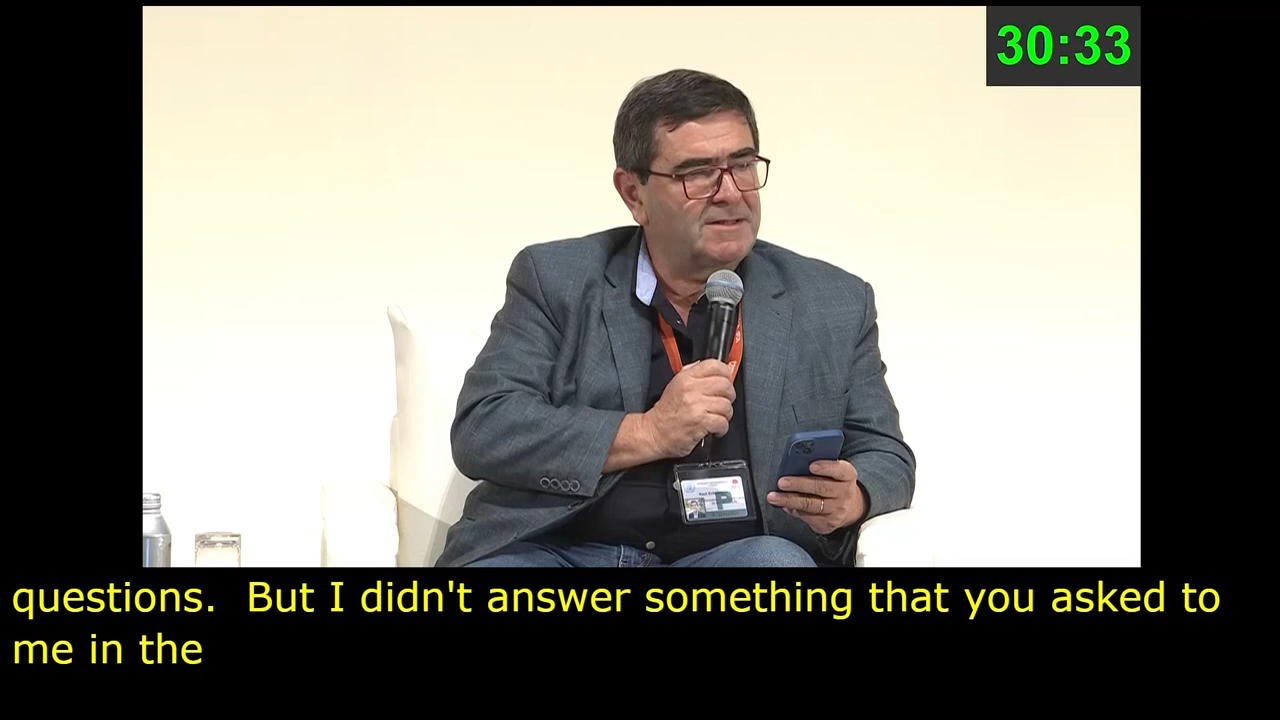 30:33
P
questions.  But I didn't answer something that you asked to
me in the